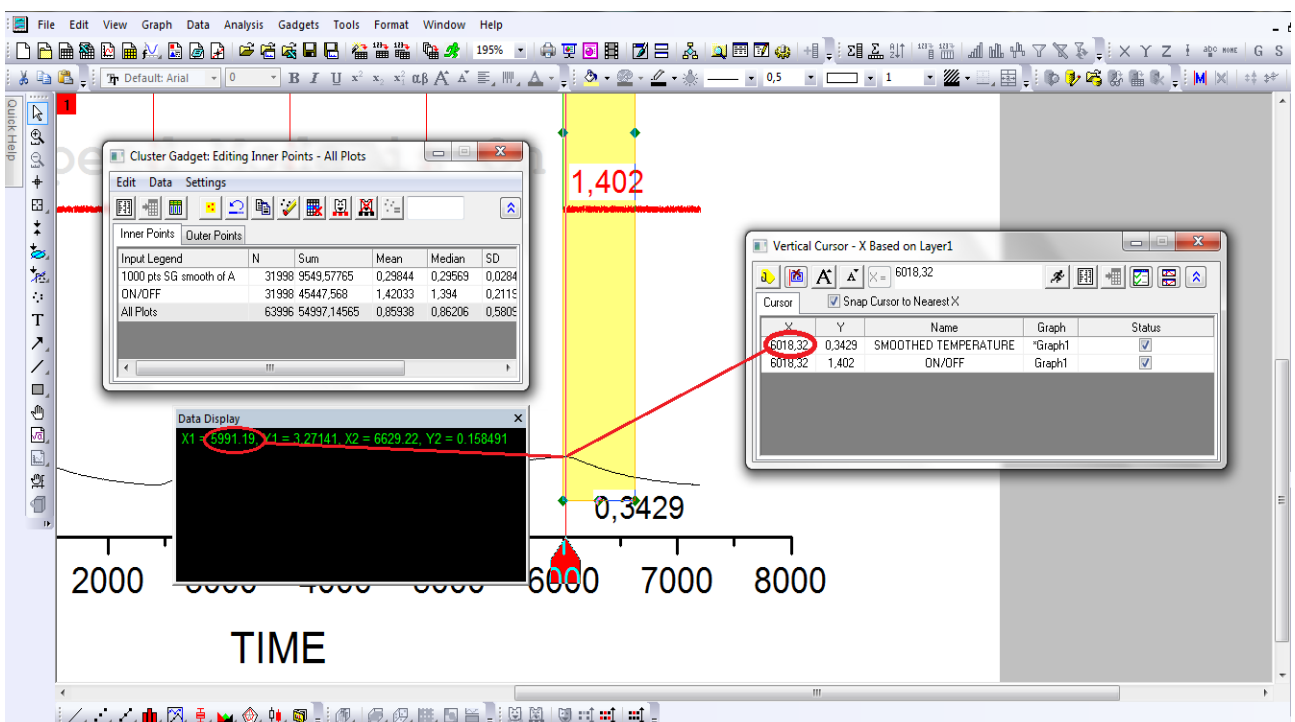 File Edit View Graph Data Analysis Gadgets Tools Format Window Help
195%
Default: Arial 0 B I U x² x₂ αβ A A 0,5 1
X Y Z G S
M
Quick Help
1
Cluster Gadget: Editing Inner Points - All Plots
Edit Data Settings
Inner Points Outer Points
Input Legend N Sum Mean Median SD
1000 pts SG smooth of A 31998 9549,57765 0,29844 0,29569 0,0284
ON/OFF 31998 45447,568 1,42033 1,394 0,2119
All Plots 63996 54997,14565 0,85938 0,86206 0,5809
1,402
Vertical Cursor - X Based on Layer1
X = 6018,32
Cursor Snap Cursor to Nearest X
X Y Name Graph Status
6018,32 0,3429 SMOOTHED TEMPERATURE *Graph1
6018,32 1,402 ON/OFF Graph1
Data Display X
X1 = 5991.19, Y1 = 3.27141, X2 = 6629.22, Y2 = 0.158491
0,3429
2000 6000 7000 8000
TIME